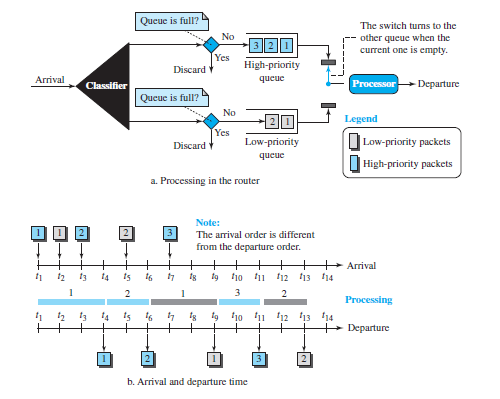 Queue is full?
No
Yes
Discard
3 2 1
High-priority
queue
The switch turns to the
other queue when the
current one is empty.
Arrival
Classifier
Processor
Departure
Queue is full?
No
Yes
Discard
2 1
Low-priority
queue
Legend
Low-priority packets
High-priority packets
a. Processing in the router
Note:
The arrival order is different
from the departure order.
1 1 2 2 3
Arrival
t1 t2 t3 t4 t5 t6 t7 t8 t9 t10 t11 t12 t13 t14
1 2 1 3 2
Processing
t1 t2 t3 t4 t5 t6 t7 t8 t9 t10 t11 t12 t13 t14
Departure
1 2 1 3 2
b. Arrival and departure time